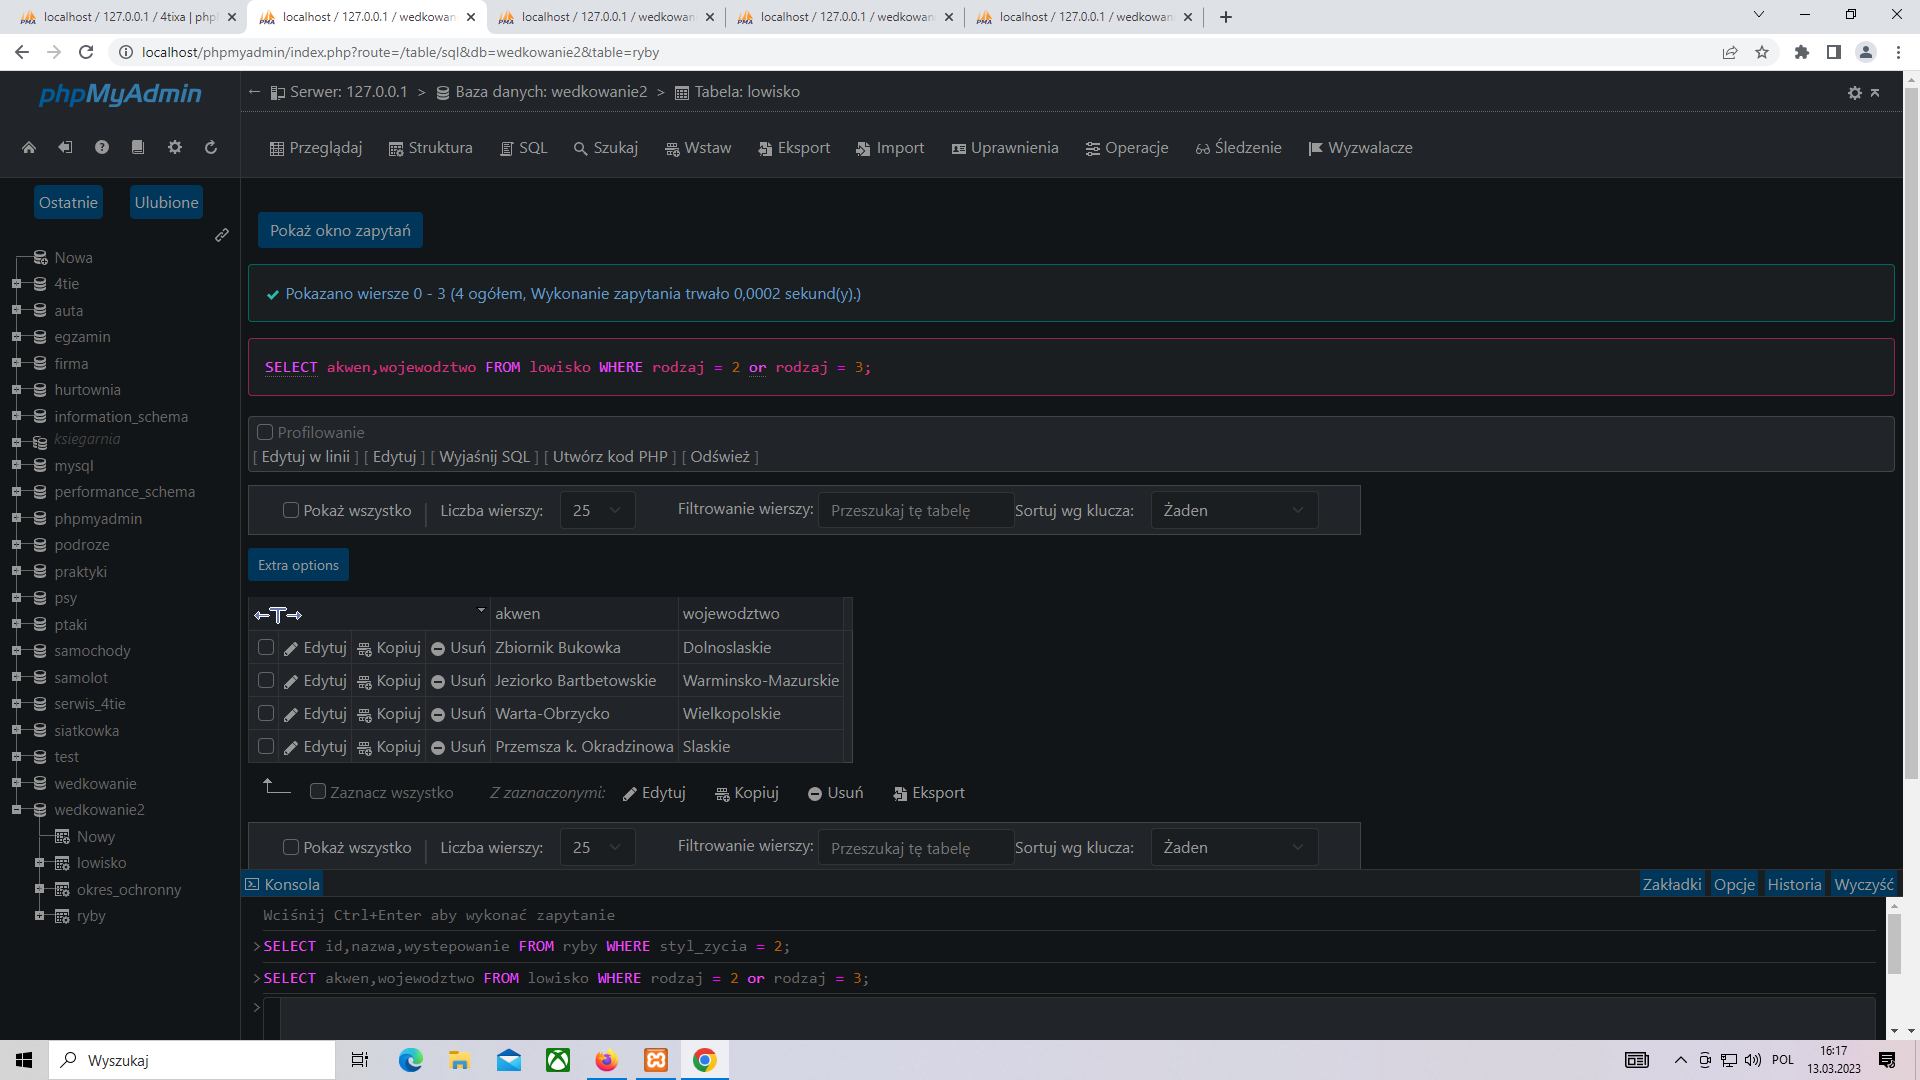 localhost / 127.0.0.1 / 4tixa | php
localhost / 127.0.0.1 / wedkowan
localhost / 127.0.0.1 / wedkowan
localhost / 127.0.0.1 / wedkowan
localhost / 127.0.0.1 / wedkowan
localhost/phpmyadmin/index.php?route=/table/sql&db=wedkowanie2&table=ryby
phpMyAdmin
Serwer: 127.0.0.1 > Baza danych: wedkowanie2 > Tabela: lowisko
Przeglądaj Struktura SQL Szukaj Wstaw Eksport Import Uprawnienia Operacje Śledzenie Wyzwalacze
Ostatnie Ulubione
Nowa
4tie
auta
egzamin
firma
hurtownia
information_schema
ksiegarnia
mysql
performance_schema
phpmyadmin
podroze
praktyki
psy
ptaki
samochody
samolot
serwis_4tie
siatkowka
test
wedkowanie
wedkowanie2
Nowy
lowisko
okres_ochronny
ryby
Pokaż okno zapytań
Pokazano wiersze 0 - 3 (4 ogółem, Wykonanie zapytania trwało 0,0002 sekund(y).)
SELECT akwen,wojewodztwo FROM lowisko WHERE rodzaj = 2 or rodzaj = 3;
Profilowanie
[ Edytuj w linii ] [ Edytuj ] [ Wyjaśnij SQL ] [ Utwórz kod PHP ] [ Odśwież ]
Pokaż wszystko | Liczba wierszy: 25 Filtrowanie wierszy: Przeszukaj tę tabelę Sortuj wg klucza: Żaden
Extra options
←T→ akwen wojewodztwo
Edytuj Kopiuj Usuń Zbiornik Bukowka Dolnoslaskie
Edytuj Kopiuj Usuń Jeziorko Bartbetowskie Warminsko-Mazurskie
Edytuj Kopiuj Usuń Warta-Obrzycko Wielkopolskie
Edytuj Kopiuj Usuń Przemsza k. Okradzinowa Slaskie
Zaznacz wszystko Z zaznaczonymi: Edytuj Kopiuj Usuń Eksport
Pokaż wszystko | Liczba wierszy: 25 Filtrowanie wierszy: Przeszukaj tę tabelę Sortuj wg klucza: Żaden
Konsola Zakładki Opcje Historia Wyczyść
Wciśnij Ctrl+Enter aby wykonać zapytanie
>SELECT id,nazwa,wystepowanie FROM ryby WHERE styl_zycia = 2;
>SELECT akwen,wojewodztwo FROM lowisko WHERE rodzaj = 2 or rodzaj = 3;
>
Wyszukaj
POL
16:17
13.03.2023